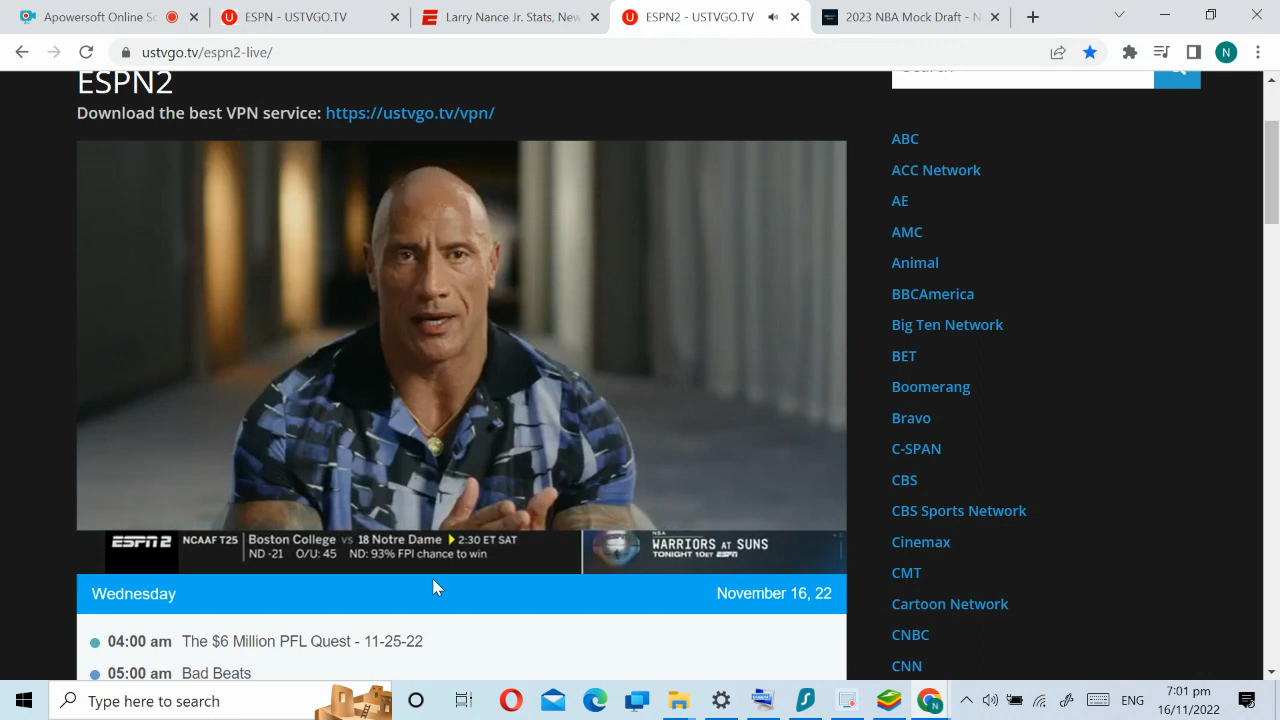 Apowersoft Online S
ESPN - USTVGO.TV
Larry Nance Jr. Stats
ESPN2 - USTVGO.TV
2023 NBA Mock Draft - N
ustvgo.tv/espn2-live/
N
ESPN2
Download the best VPN service: https://ustvgo.tv/vpn/
Search
ABC
ACC Network
AE
AMC
Animal
BBCAmerica
Big Ten Network
BET
Boomerang
Bravo
C-SPAN
CBS
CBS Sports Network
Cinemax
CMT
Cartoon Network
CNBC
CNN
ESPN 2
NCAAF T25
Boston College vs 18 Notre Dame 2:30 ET SAT
ND -21 O/U: 45 ND: 93% FPI chance to win
NBA
WARRIORS AT SUNS
TONIGHT 10ET ESPN
Wednesday November 16, 22
04:00 am The $6 Million PFL Quest - 11-25-22
05:00 am Bad Beats
Type here to search
ENG
7:01 pm
16/11/2022